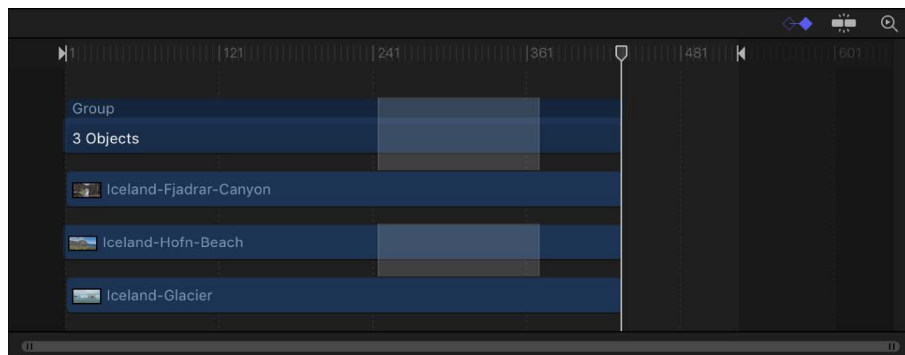 1 121 241 361 481 601
Group
3 Objects
Iceland-Fjadrar-Canyon
Iceland-Hofn-Beach
Iceland-Glacier